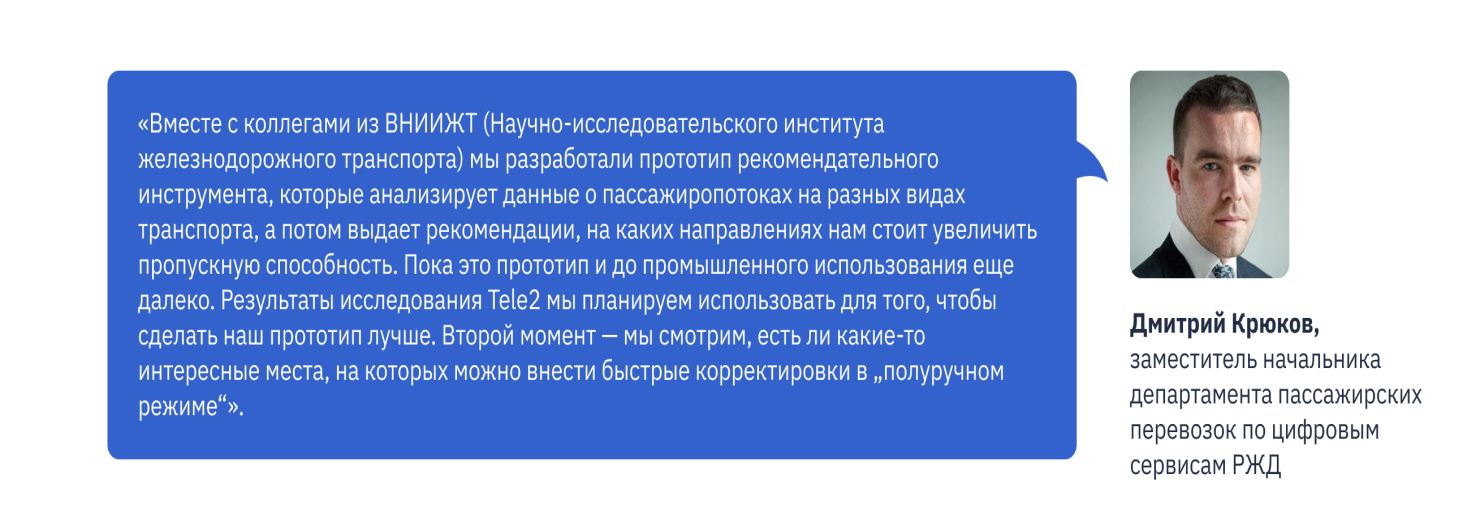 «Вместе с коллегами из ВНИИЖТ (Научно-исследовательского института
железнодорожного транспорта) мы разработали прототип рекомендательного
инструмента, которые анализирует данные о пассажиропотоках на разных видах
транспорта, а потом выдает рекомендации, на каких направлениях нам стоит увеличить
пропускную способность. Пока это прототип и до промышленного использования еще
далеко. Результаты исследования Tele2 мы планируем использовать для того, чтобы
сделать наш прототип лучше. Второй момент — мы смотрим, есть ли какие-то
интересные места, на которых можно внести быстрые корректировки в „полуручном
режиме“».
Дмитрий Крюков,
заместитель начальника
департамента пассажирских
перевозок по цифровым
сервисам РЖД